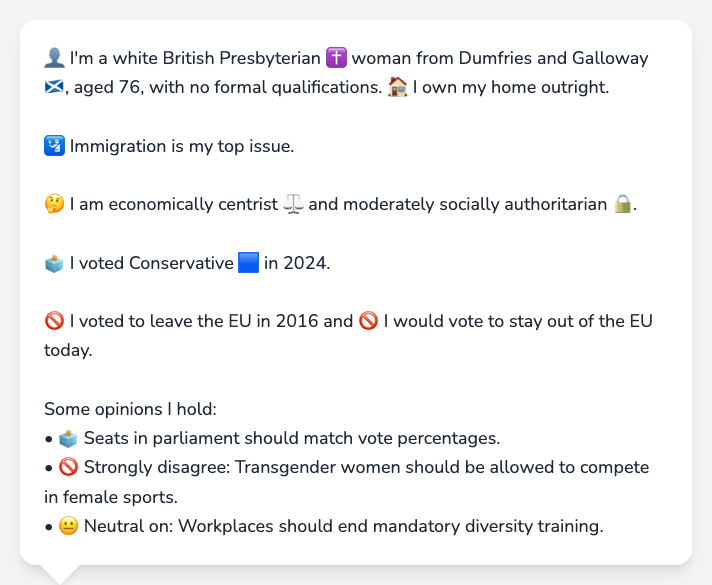 👤 I'm a white British Presbyterian ✝️ woman from Dumfries and Galloway
🏴󠁧󠁢󠁳󠁣󠁴󠁿, aged 76, with no formal qualifications. 🏠 I own my home outright.
🛂 Immigration is my top issue.
🤔 I am economically centrist ⚖️ and moderately socially authoritarian 🔒.
🗳️ I voted Conservative 🟦 in 2024.
🚫 I voted to leave the EU in 2016 and 🚫 I would vote to stay out of the EU
today.
Some opinions I hold:
• 🗳️ Seats in parliament should match vote percentages.
• 🚫 Strongly disagree: Transgender women should be allowed to compete
in female sports.
• 😐 Neutral on: Workplaces should end mandatory diversity training.